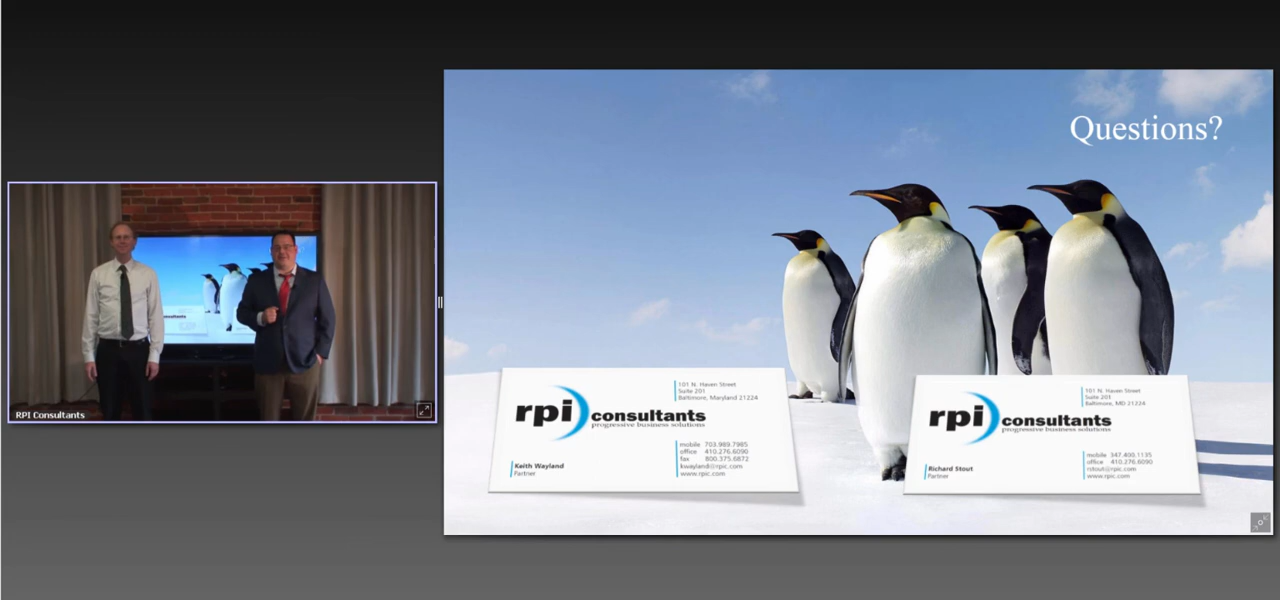 RPI Consultants
Questions?
rpi consultants
progressive business solutions
101 N. Haven Street
Suite 201
Baltimore, Maryland 21224
mobile 703.989.7985
office 410.276.6090
fax 800.375.6872
kwayland@rpic.com
www.rpic.com
Keith Wayland
Partner
rpi consultants
progressive business solutions
101 N. Haven Street
Suite 201
Baltimore, MD 21224
mobile 347.400.1135
office 410.276.6090
rstout@rpic.com
www.rpic.com
Richard Stout
Partner